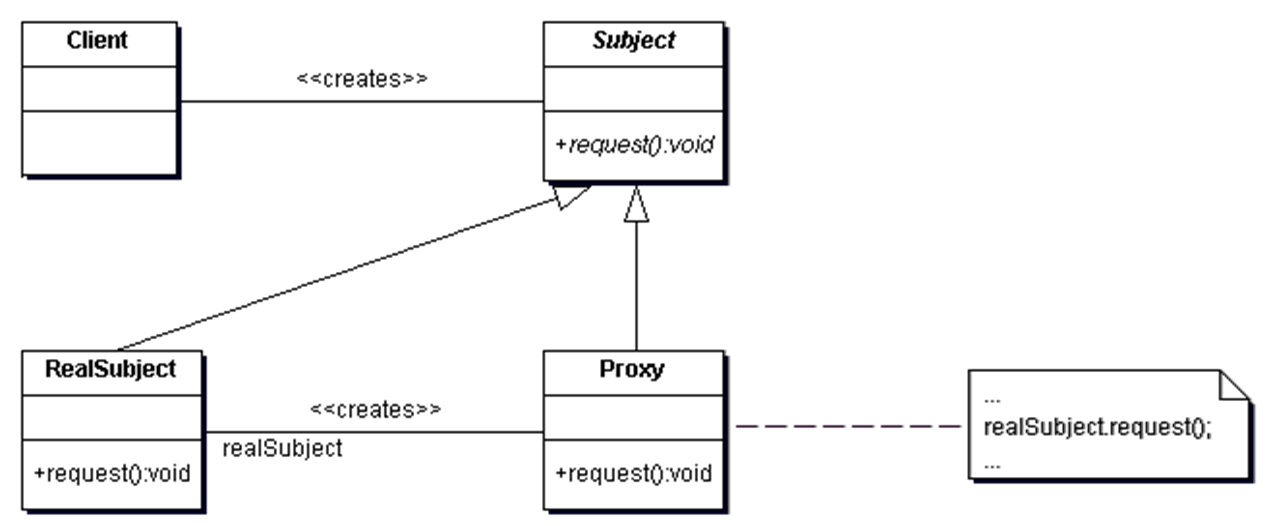 Client
Subject
<<creates>>
+request():void
RealSubject
Proxy
<<creates>>
realSubject
+request():void
+request():void
...
realSubject.request();
...